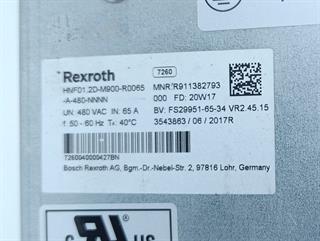 Rexroth
7260
HNF01.2D-M900-R0065
-A-480-NNNN
MNR: R911382793
000 FD: 20W17
UN: 480 VAC IN: 65 A
BV: FS29951-65-34 VR2.45.15
f: 50 - 60 Hz Tₐ: 40°C
3543863 / 06 / 2017R
7260040000427BN
Bosch Rexroth AG, Bgm.-Dr.-Nebel-Str. 2, 97816 Lohr, Germany
c US